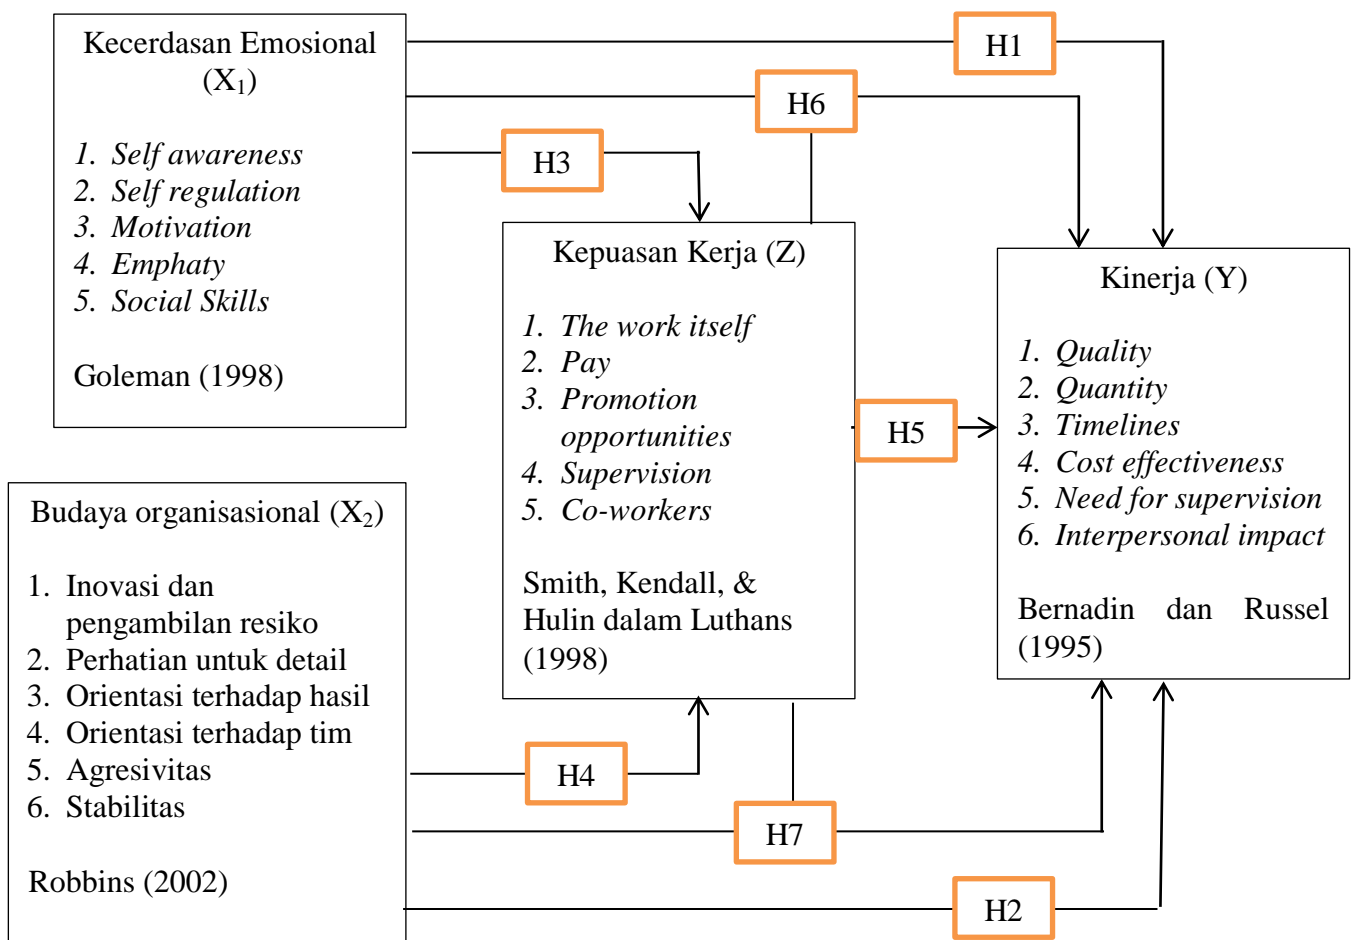 Kecerdasan Emosional
(X1)
1. Self awareness
2. Self regulation
3. Motivation
4. Emphaty
5. Social Skills
Goleman (1998)
H1
H6
H3
Kepuasan Kerja (Z)
1. The work itself
2. Pay
3. Promotion
opportunities
4. Supervision
5. Co-workers
Smith, Kendall, &
Hulin dalam Luthans
(1998)
Kinerja (Y)
1. Quality
2. Quantity
3. Timelines
4. Cost effectiveness
5. Need for supervision
6. Interpersonal impact
Bernadin dan Russel
(1995)
H5
Budaya organisasional (X2)
1. Inovasi dan
pengambilan resiko
2. Perhatian untuk detail
3. Orientasi terhadap hasil
4. Orientasi terhadap tim
5. Agresivitas
6. Stabilitas
Robbins (2002)
H4
H7
H2